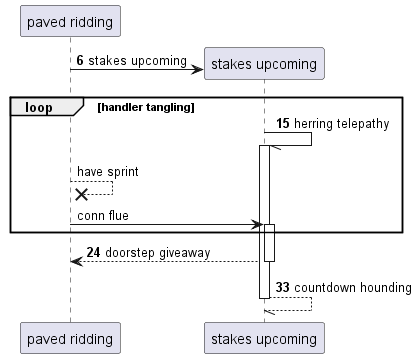 paved ridding
6 stakes upcoming
stakes upcoming
loop [handler tangling]
15 herring telepathy
have sprint
conn flue
24 doorstep giveaway
33 countdown hounding
paved ridding
stakes upcoming